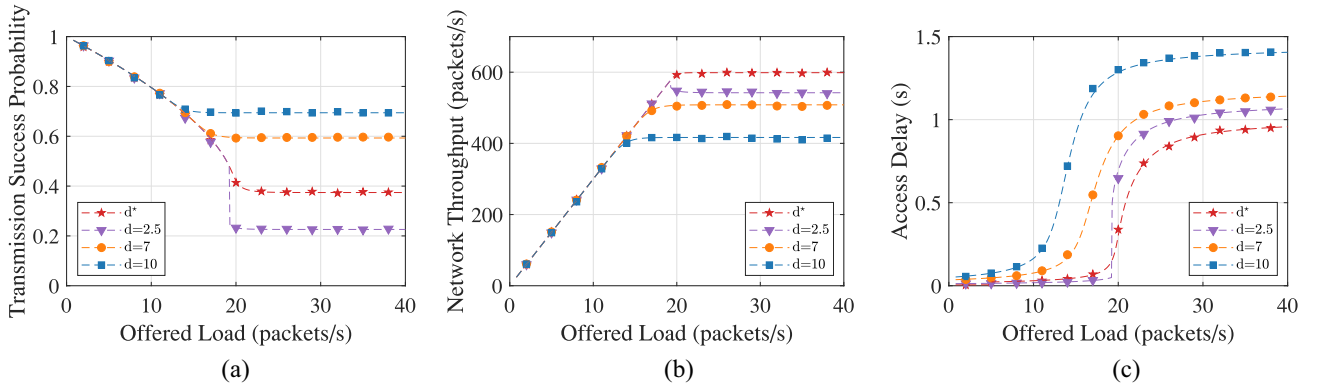 Transmission Success Probability
1
0.8
0.6
0.4
0.2
0
d⋆
d=2.5
d=7
d=10
0 10 20 30 40
Offered Load (packets/s)
(a)
Network Throughput (packets/s)
600
400
200
0
d⋆
d=2.5
d=7
d=10
0 10 20 30 40
Offered Load (packets/s)
(b)
Access Delay (s)
1.5
1
0.5
0
d⋆
d=2.5
d=7
d=10
0 10 20 30 40
Offered Load (packets/s)
(c)